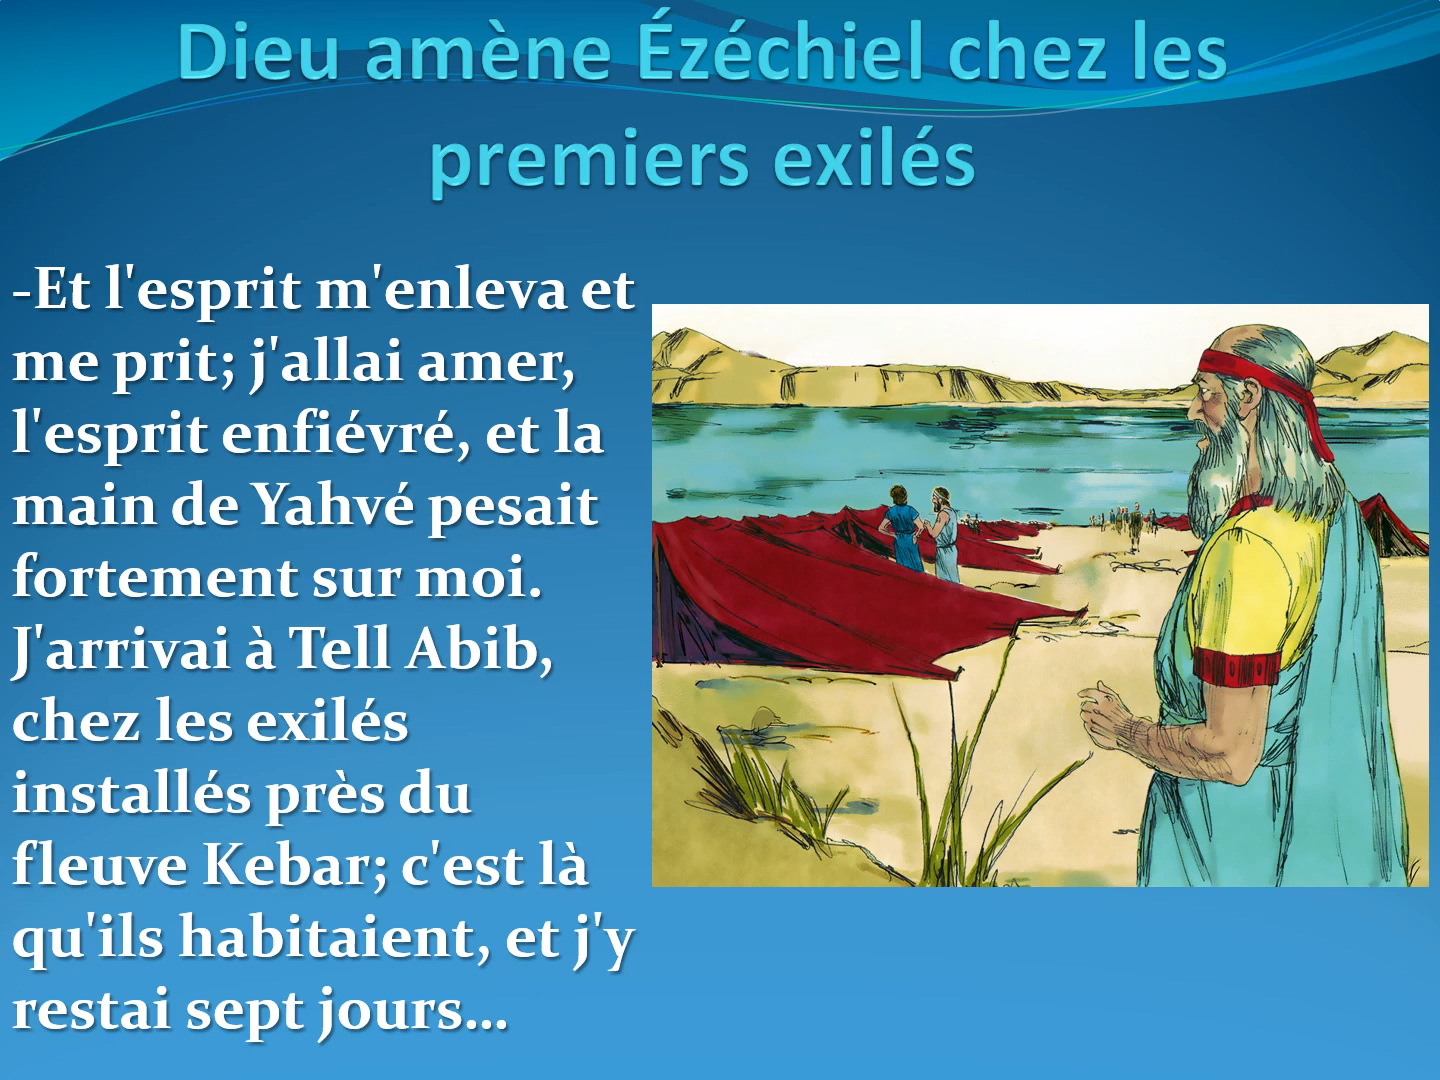 Dieu amène Ézéchiel chez les
premiers exilés
-Et l'esprit m'enleva et
me prit; j'allai amer,
l'esprit enfiévré, et la
main de Yahvé pesait
fortement sur moi.
J'arrivai à Tell Abib,
chez les exilés
installés près du
fleuve Kebar; c'est là
qu'ils habitaient, et j'y
restai sept jours...